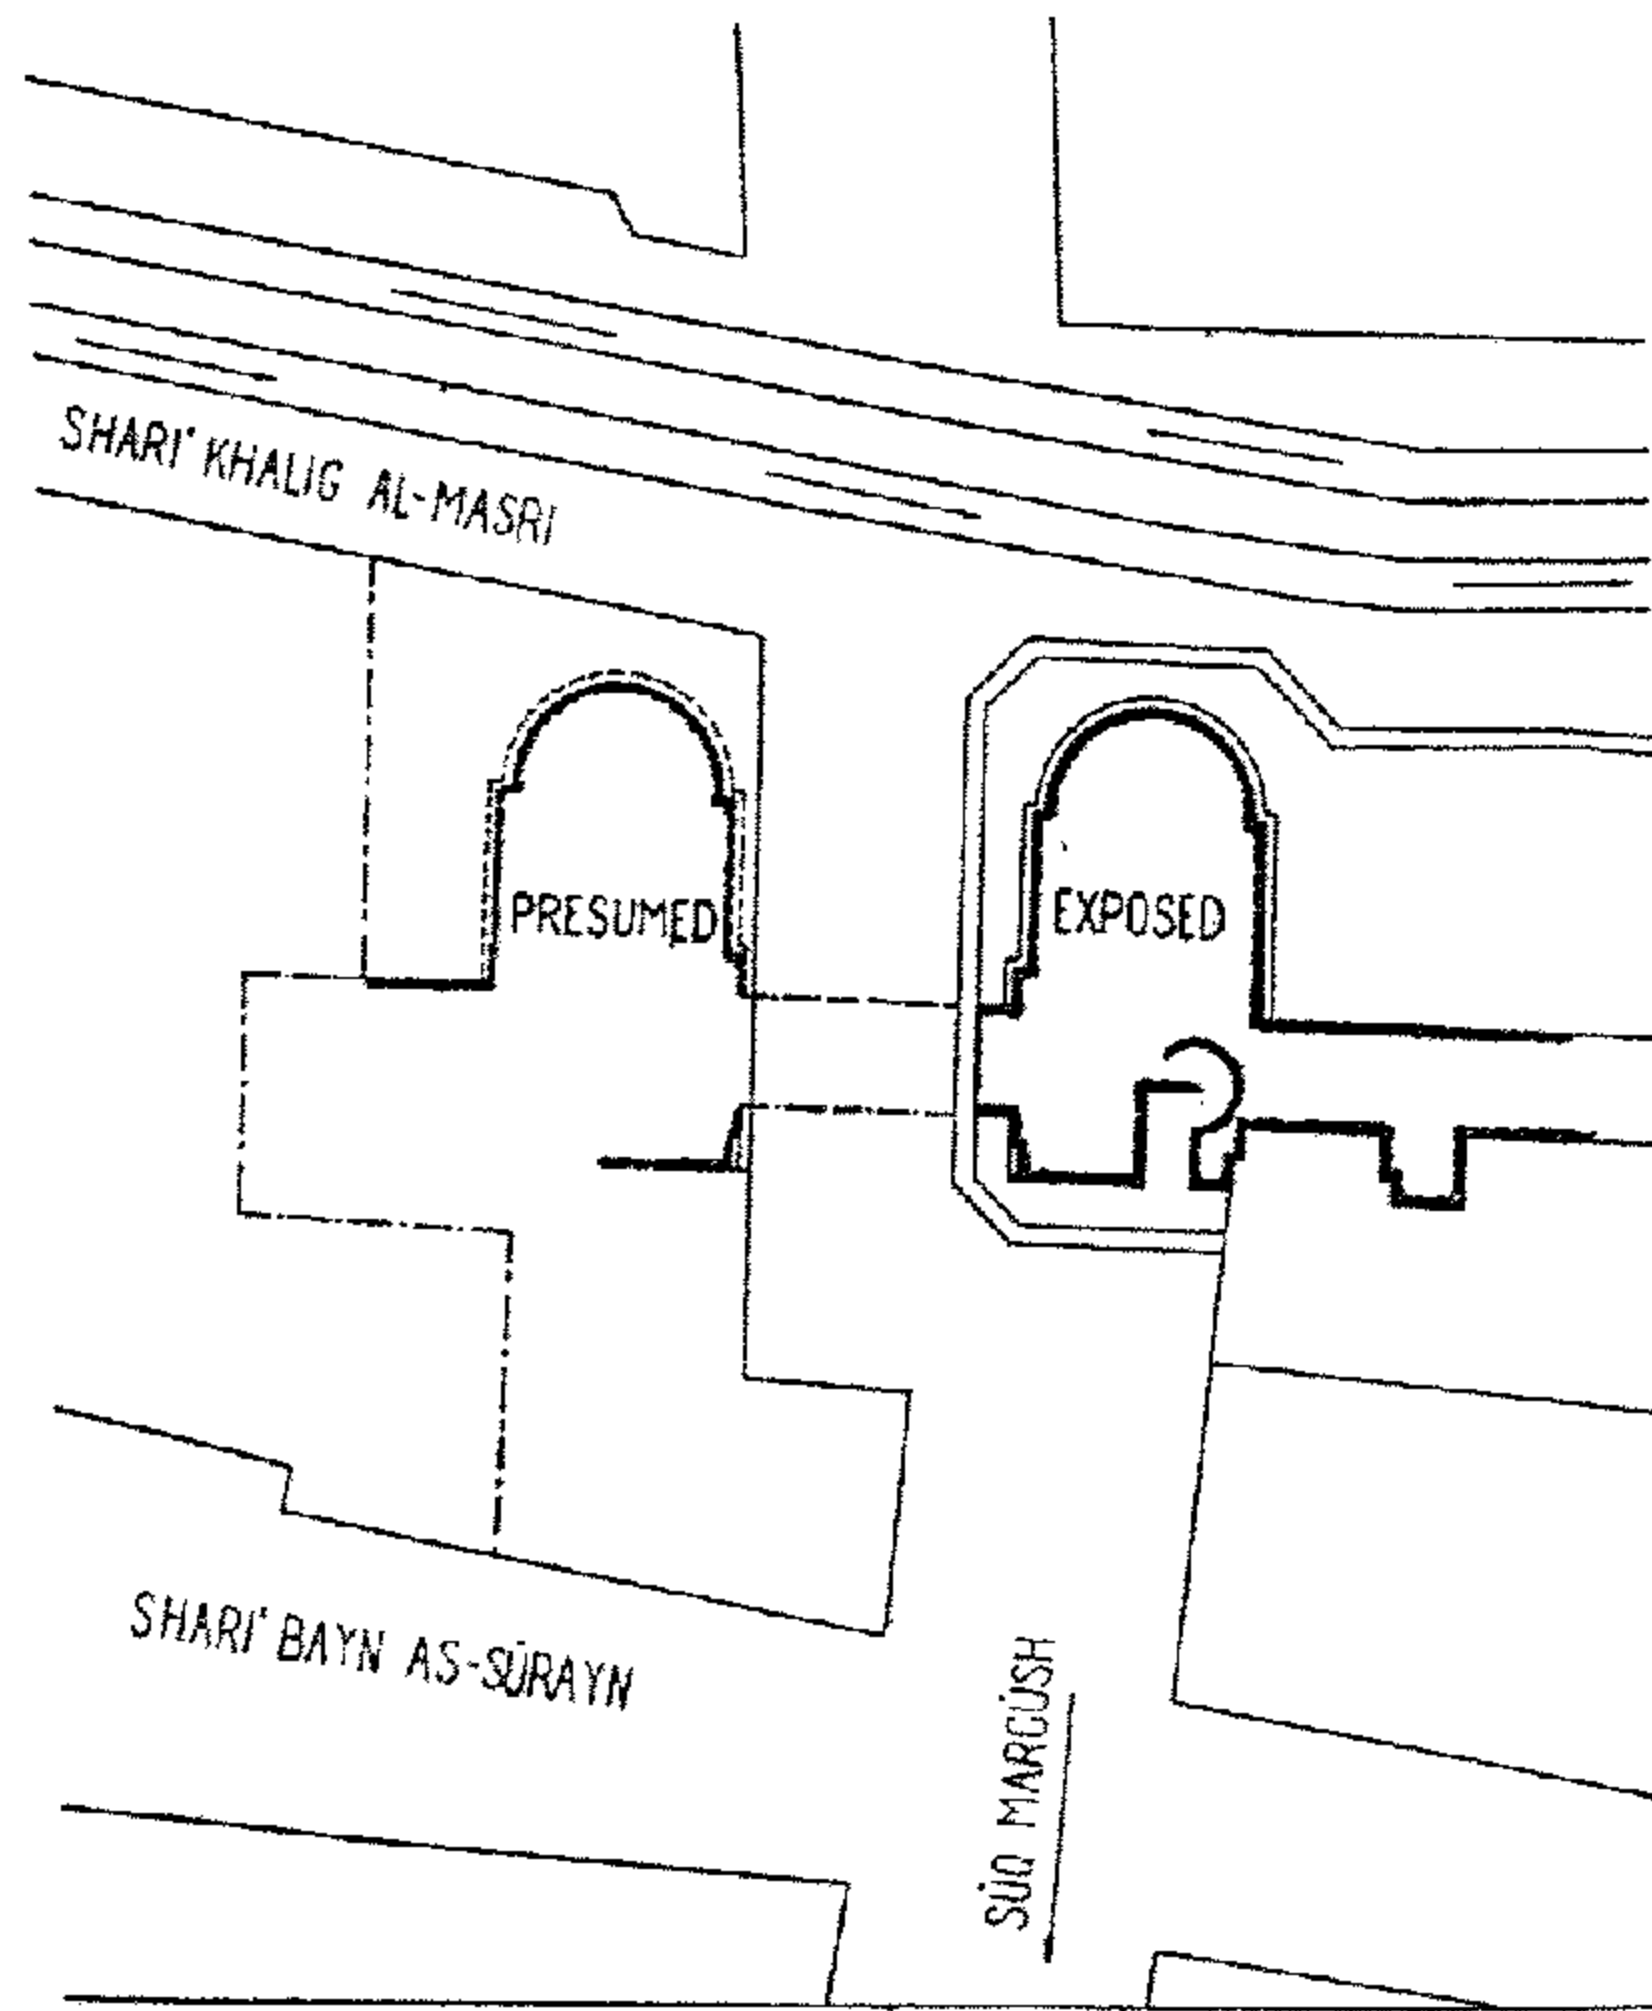 SHARI' KHALIG AL-MASRI
PRESUMED
EXPOSED
SHARI' BAYN AS-SŪRAYN
SŪQ MARGŪSH